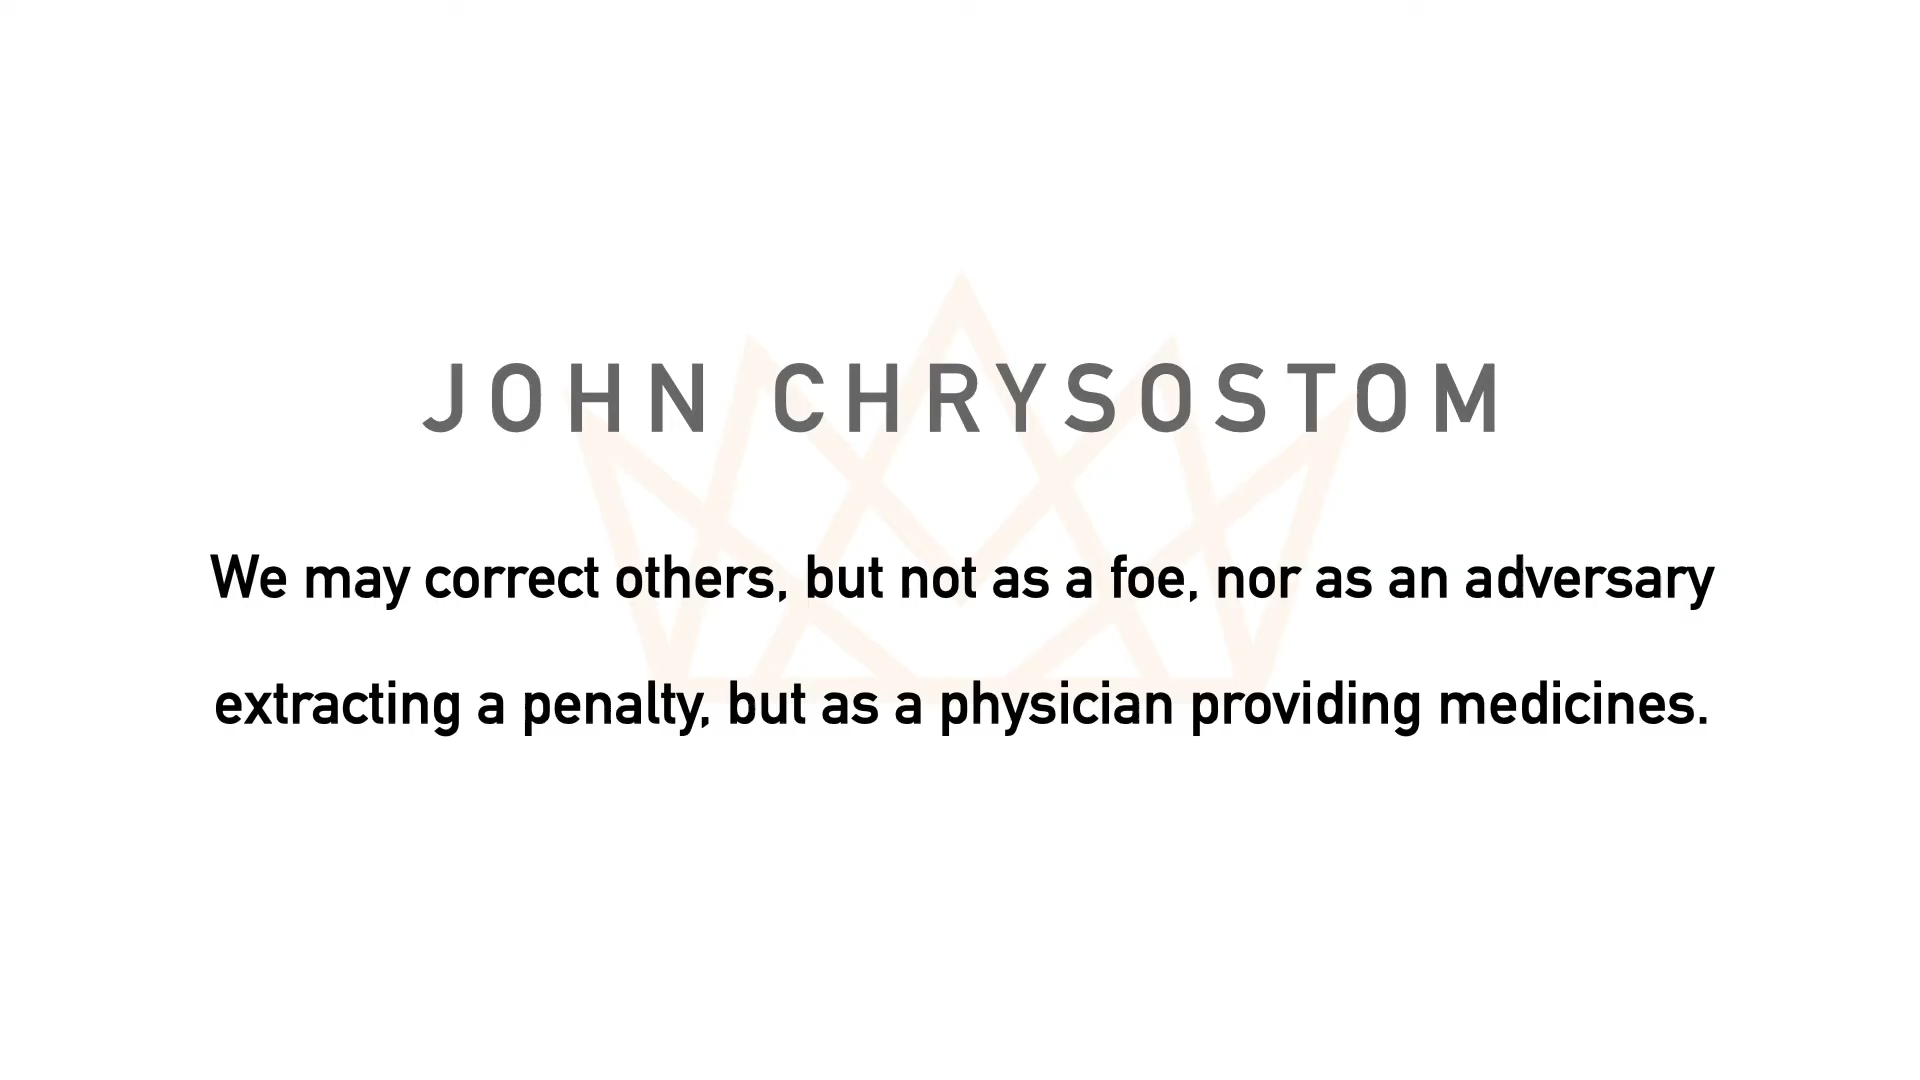 JOHN CHRYSOSTOM
We may correct others, but not as a foe, nor as an adversary
extracting a penalty, but as a physician providing medicines.